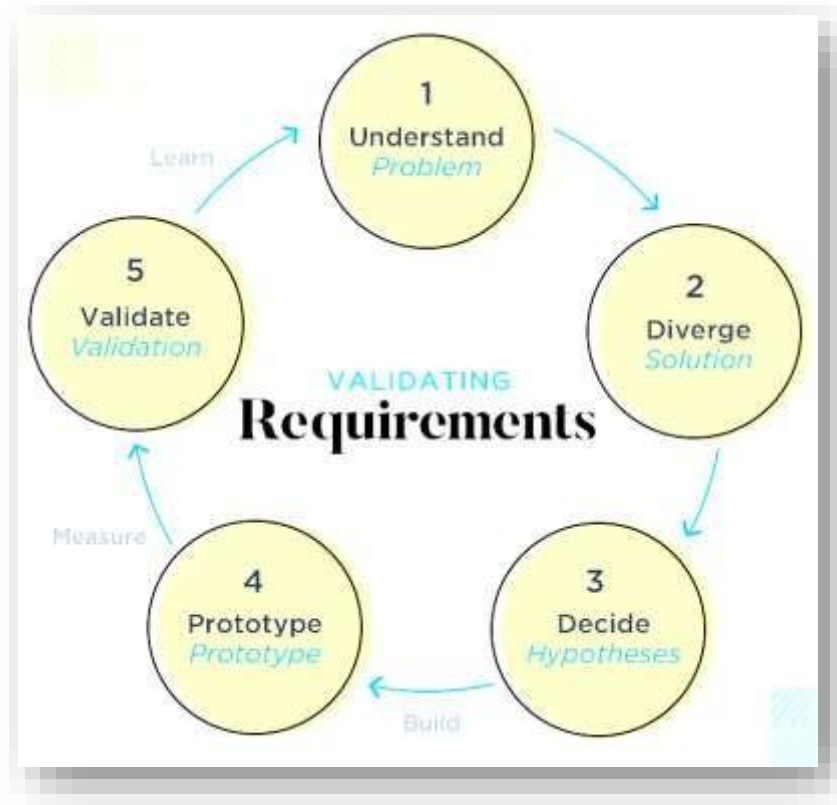 1
Understand
Problem
Learn
2
Diverge
Solution
5
Validate
Validation
VALIDATING
Requirements
Measure
4
Prototype
Prototype
3
Decide
Hypotheses
Build